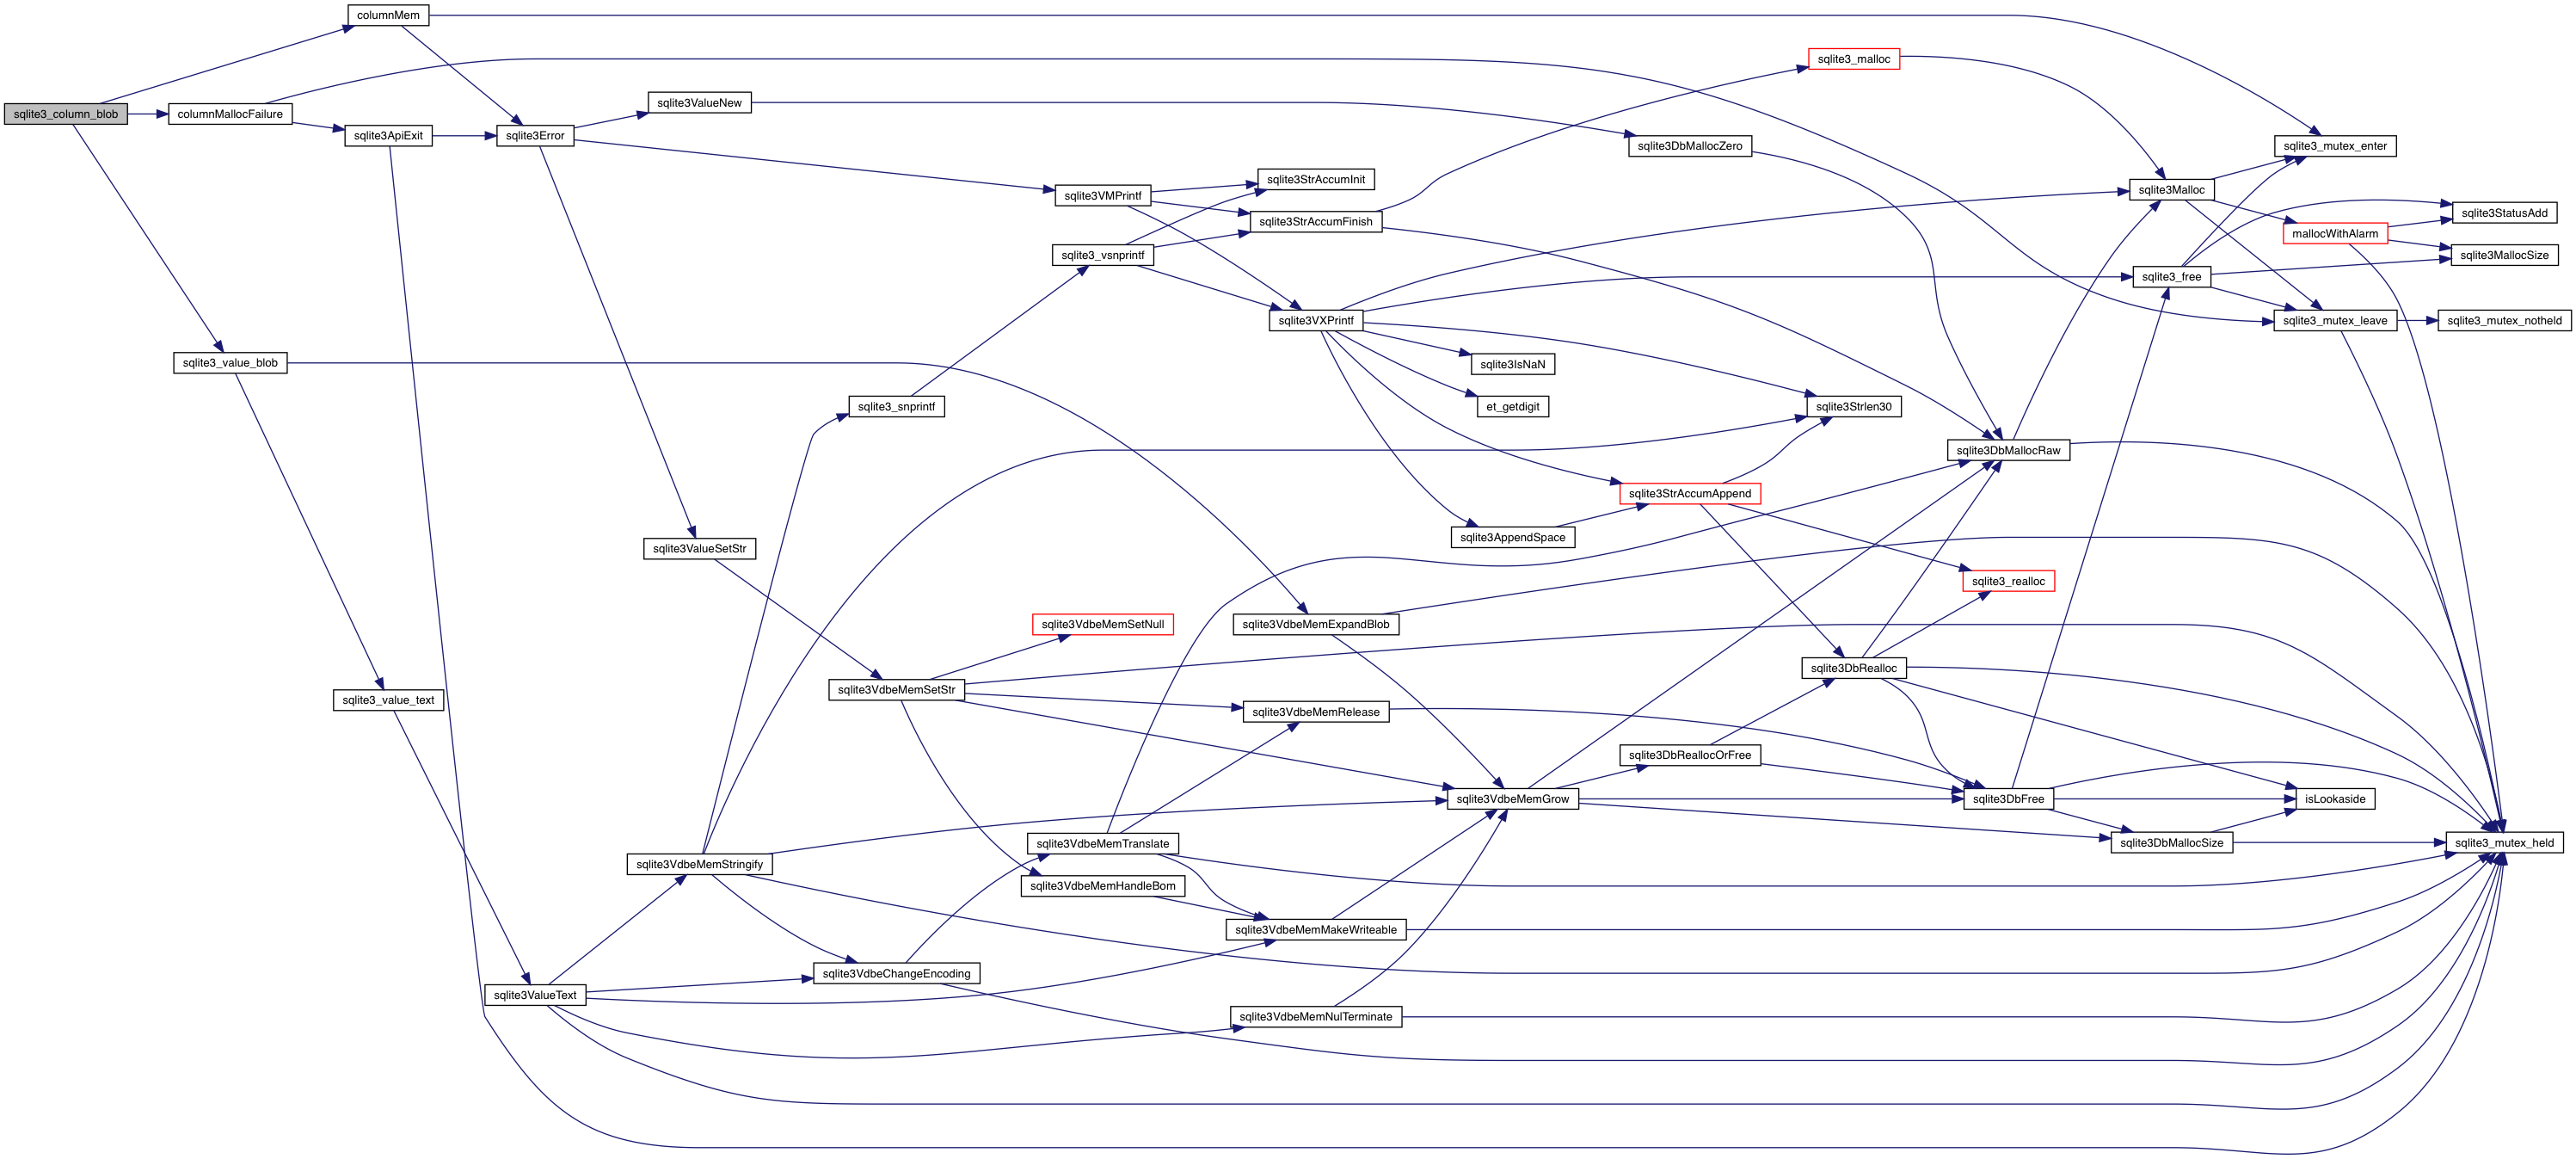 columnMem
sqlite3_malloc
sqlite3ValueNew
sqlite3_column_blob
columnMallocFailure
sqlite3ApiExit
sqlite3Error
sqlite3DbMallocZero
sqlite3_mutex_enter
sqlite3StrAccumInit
sqlite3VMPrintf
sqlite3Malloc
sqlite3StatusAdd
sqlite3StrAccumFinish
mallocWithAlarm
sqlite3_vsnprintf
sqlite3MallocSize
sqlite3_free
sqlite3VXPrintf
sqlite3_mutex_leave
sqlite3_mutex_notheld
sqlite3_value_blob
sqlite3IsNaN
sqlite3_snprintf
et_getdigit
sqlite3Strlen30
sqlite3DbMallocRaw
sqlite3StrAccumAppend
sqlite3AppendSpace
sqlite3ValueSetStr
sqlite3_realloc
sqlite3VdbeMemSetNull
sqlite3VdbeMemExpandBlob
sqlite3DbRealloc
sqlite3VdbeMemSetStr
sqlite3_value_text
sqlite3VdbeMemRelease
sqlite3DbReallocOrFree
sqlite3VdbeMemGrow
sqlite3DbFree
isLookaside
sqlite3VdbeMemTranslate
sqlite3DbMallocSize
sqlite3_mutex_held
sqlite3VdbeMemStringify
sqlite3VdbeMemHandleBom
sqlite3VdbeMemMakeWriteable
sqlite3VdbeChangeEncoding
sqlite3ValueText
sqlite3VdbeMemNulTerminate